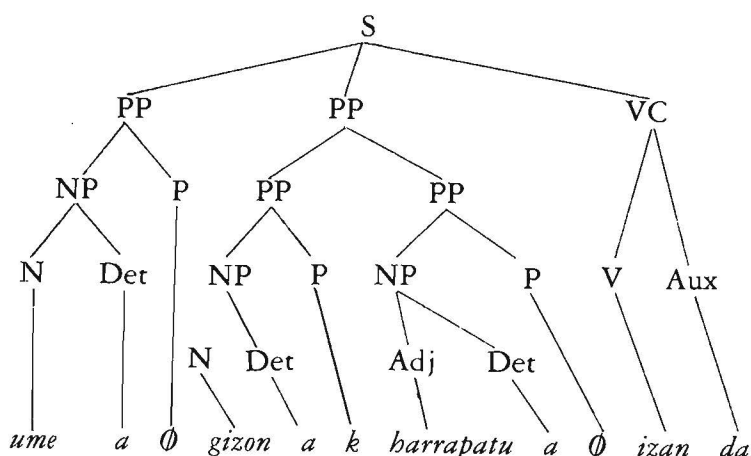 S
PP PP VC
NP P PP PP
N Det NP P NP P V Aux
N Det Adj Det
ume a Ø gizon a k harrapatu a Ø izan da